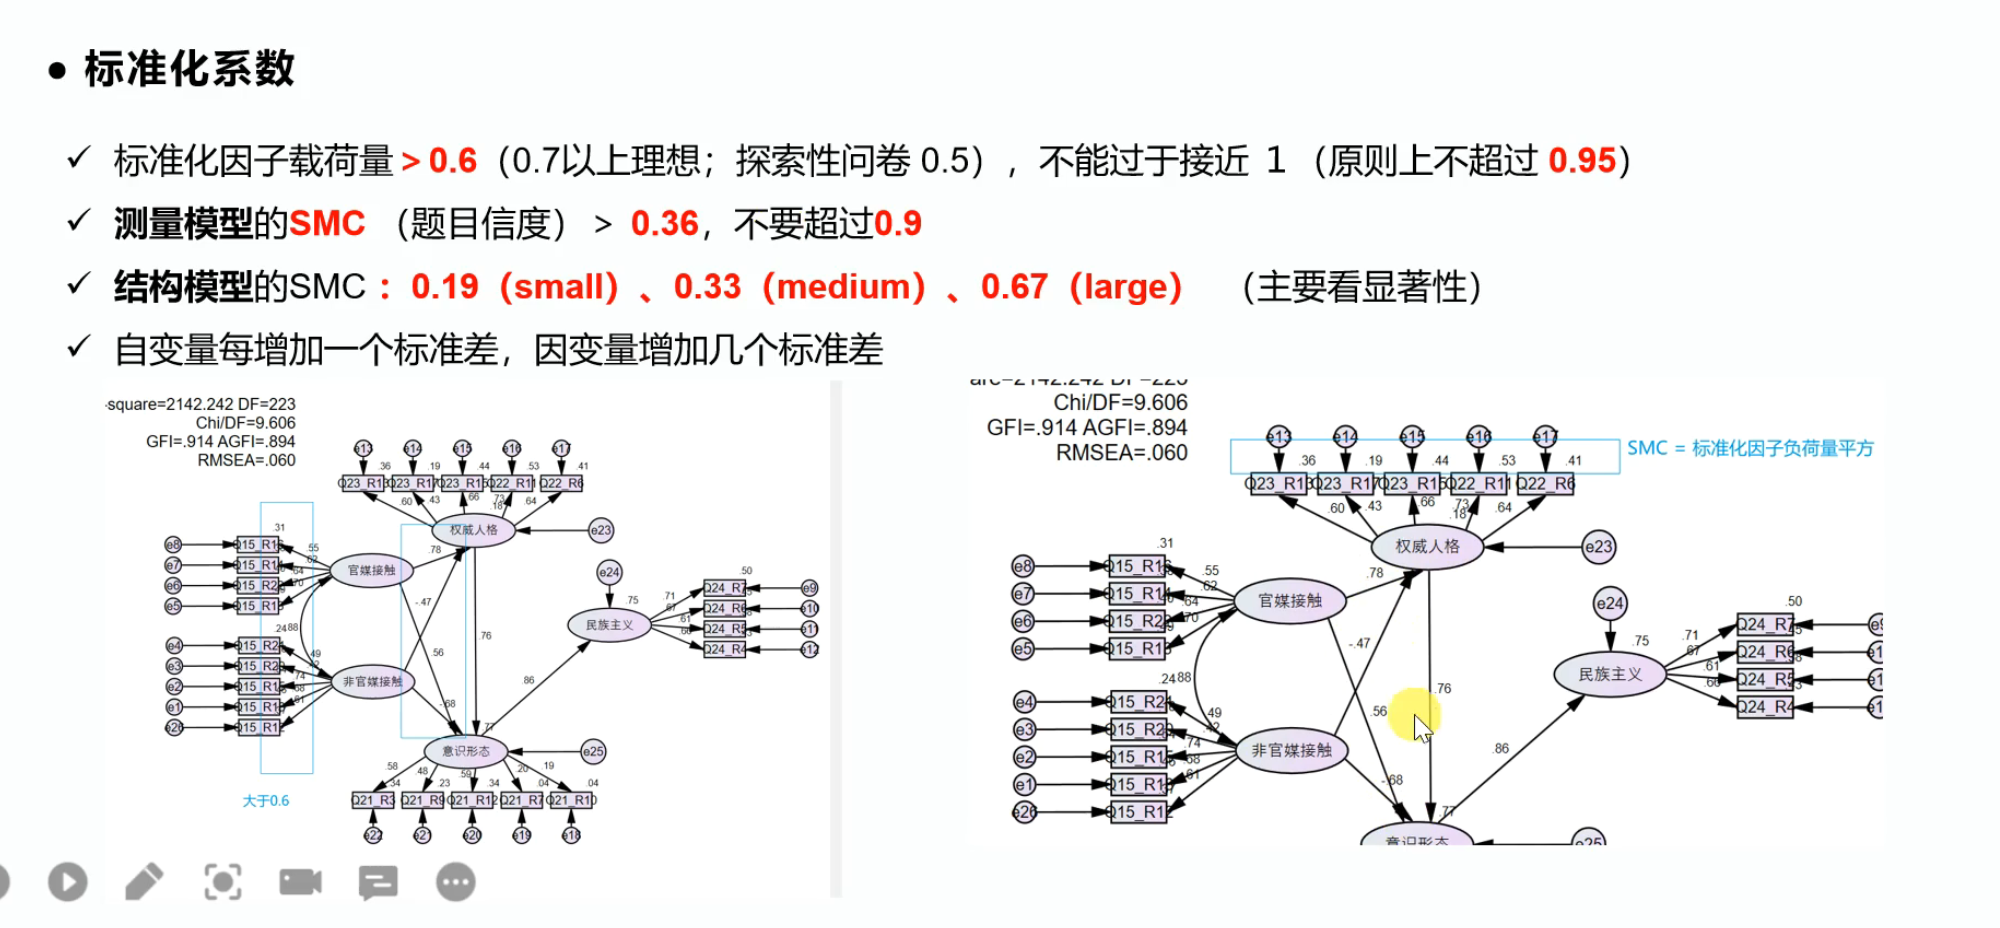 • 标准化系数
✓ 标准化因子载荷量 > 0.6（0.7以上理想；探索性问卷 0.5），不能过于接近 1（原则上不超过 0.95）
✓ 测量模型的SMC （题目信度）﹥ 0.36，不要超过0.9
✓ 结构模型的SMC ：0.19（small）、0.33（medium）、0.67（large） （主要看显著性）
✓ 自变量每增加一个标准差，因变量增加几个标准差
-square=2142.242 DF=223
Chi/DF=9.606
GFI=.914 AGFI=.894
RMSEA=.060
e13 e14 e15 e16 e17
.36 .19 .44 .53 .41
Q23_R1 Q23_R1 Q23_R1 Q22_R1 Q22_R6
.60 .43 .66 .73 .18 .64
权威人格
e23
.31
e8 Q15_R1 .55
e7 Q15_R1 .64
e6 Q15_R2 .70
e5 Q15_R1
官媒接触
.78
-.47
.24 .88
e4 Q15_R2 .49
e3 Q15_R2
e2 Q15_R1 .74
e1 Q15_R1 .68
e26 Q15_R1 .61
非官媒接触
.56
-.68
.76
.86
e24
.75
民族主义
.50
.71 Q24_R7 e9
.67 Q24_R6 e10
.61 Q24_R5 e11
.66 Q24_R4 e12
.77
意识形态
e25
.58 .48 .59 .20 .19
.34 .23 .34 .04 .04
Q21_R3 Q21_R9 Q21_R12 Q21_R7 Q21_R10
e22 e21 e20 e19 e18
大于0.6
Chi/DF=9.606
GFI=.914 AGFI=.894
RMSEA=.060
e13 e14 e15 e16 e17
SMC = 标准化因子负荷量平方
.36 .19 .44 .53 .41
Q23_R1 Q23_R1 Q23_R1 Q22_R1 Q22_R6
.60 .43 .66 .73 .18 .64
权威人格
e23
.31
e8 Q15_R1 .55
e7 Q15_R1 .62
e6 Q15_R2 .64
e5 Q15_R1 .70
官媒接触
.78
-.47
.24 .88
e4 Q15_R2 .49
e3 Q15_R2 .42
e2 Q15_R1 .74
e1 Q15_R1 .68
e26 Q15_R1 .61
非官媒接触
.56
-.68
.76
.86
e24
.75
民族主义
.50
.71 Q24_R7
.67 Q24_R6
.61 Q24_R5
.66 Q24_R4
.77
意识形态
e25